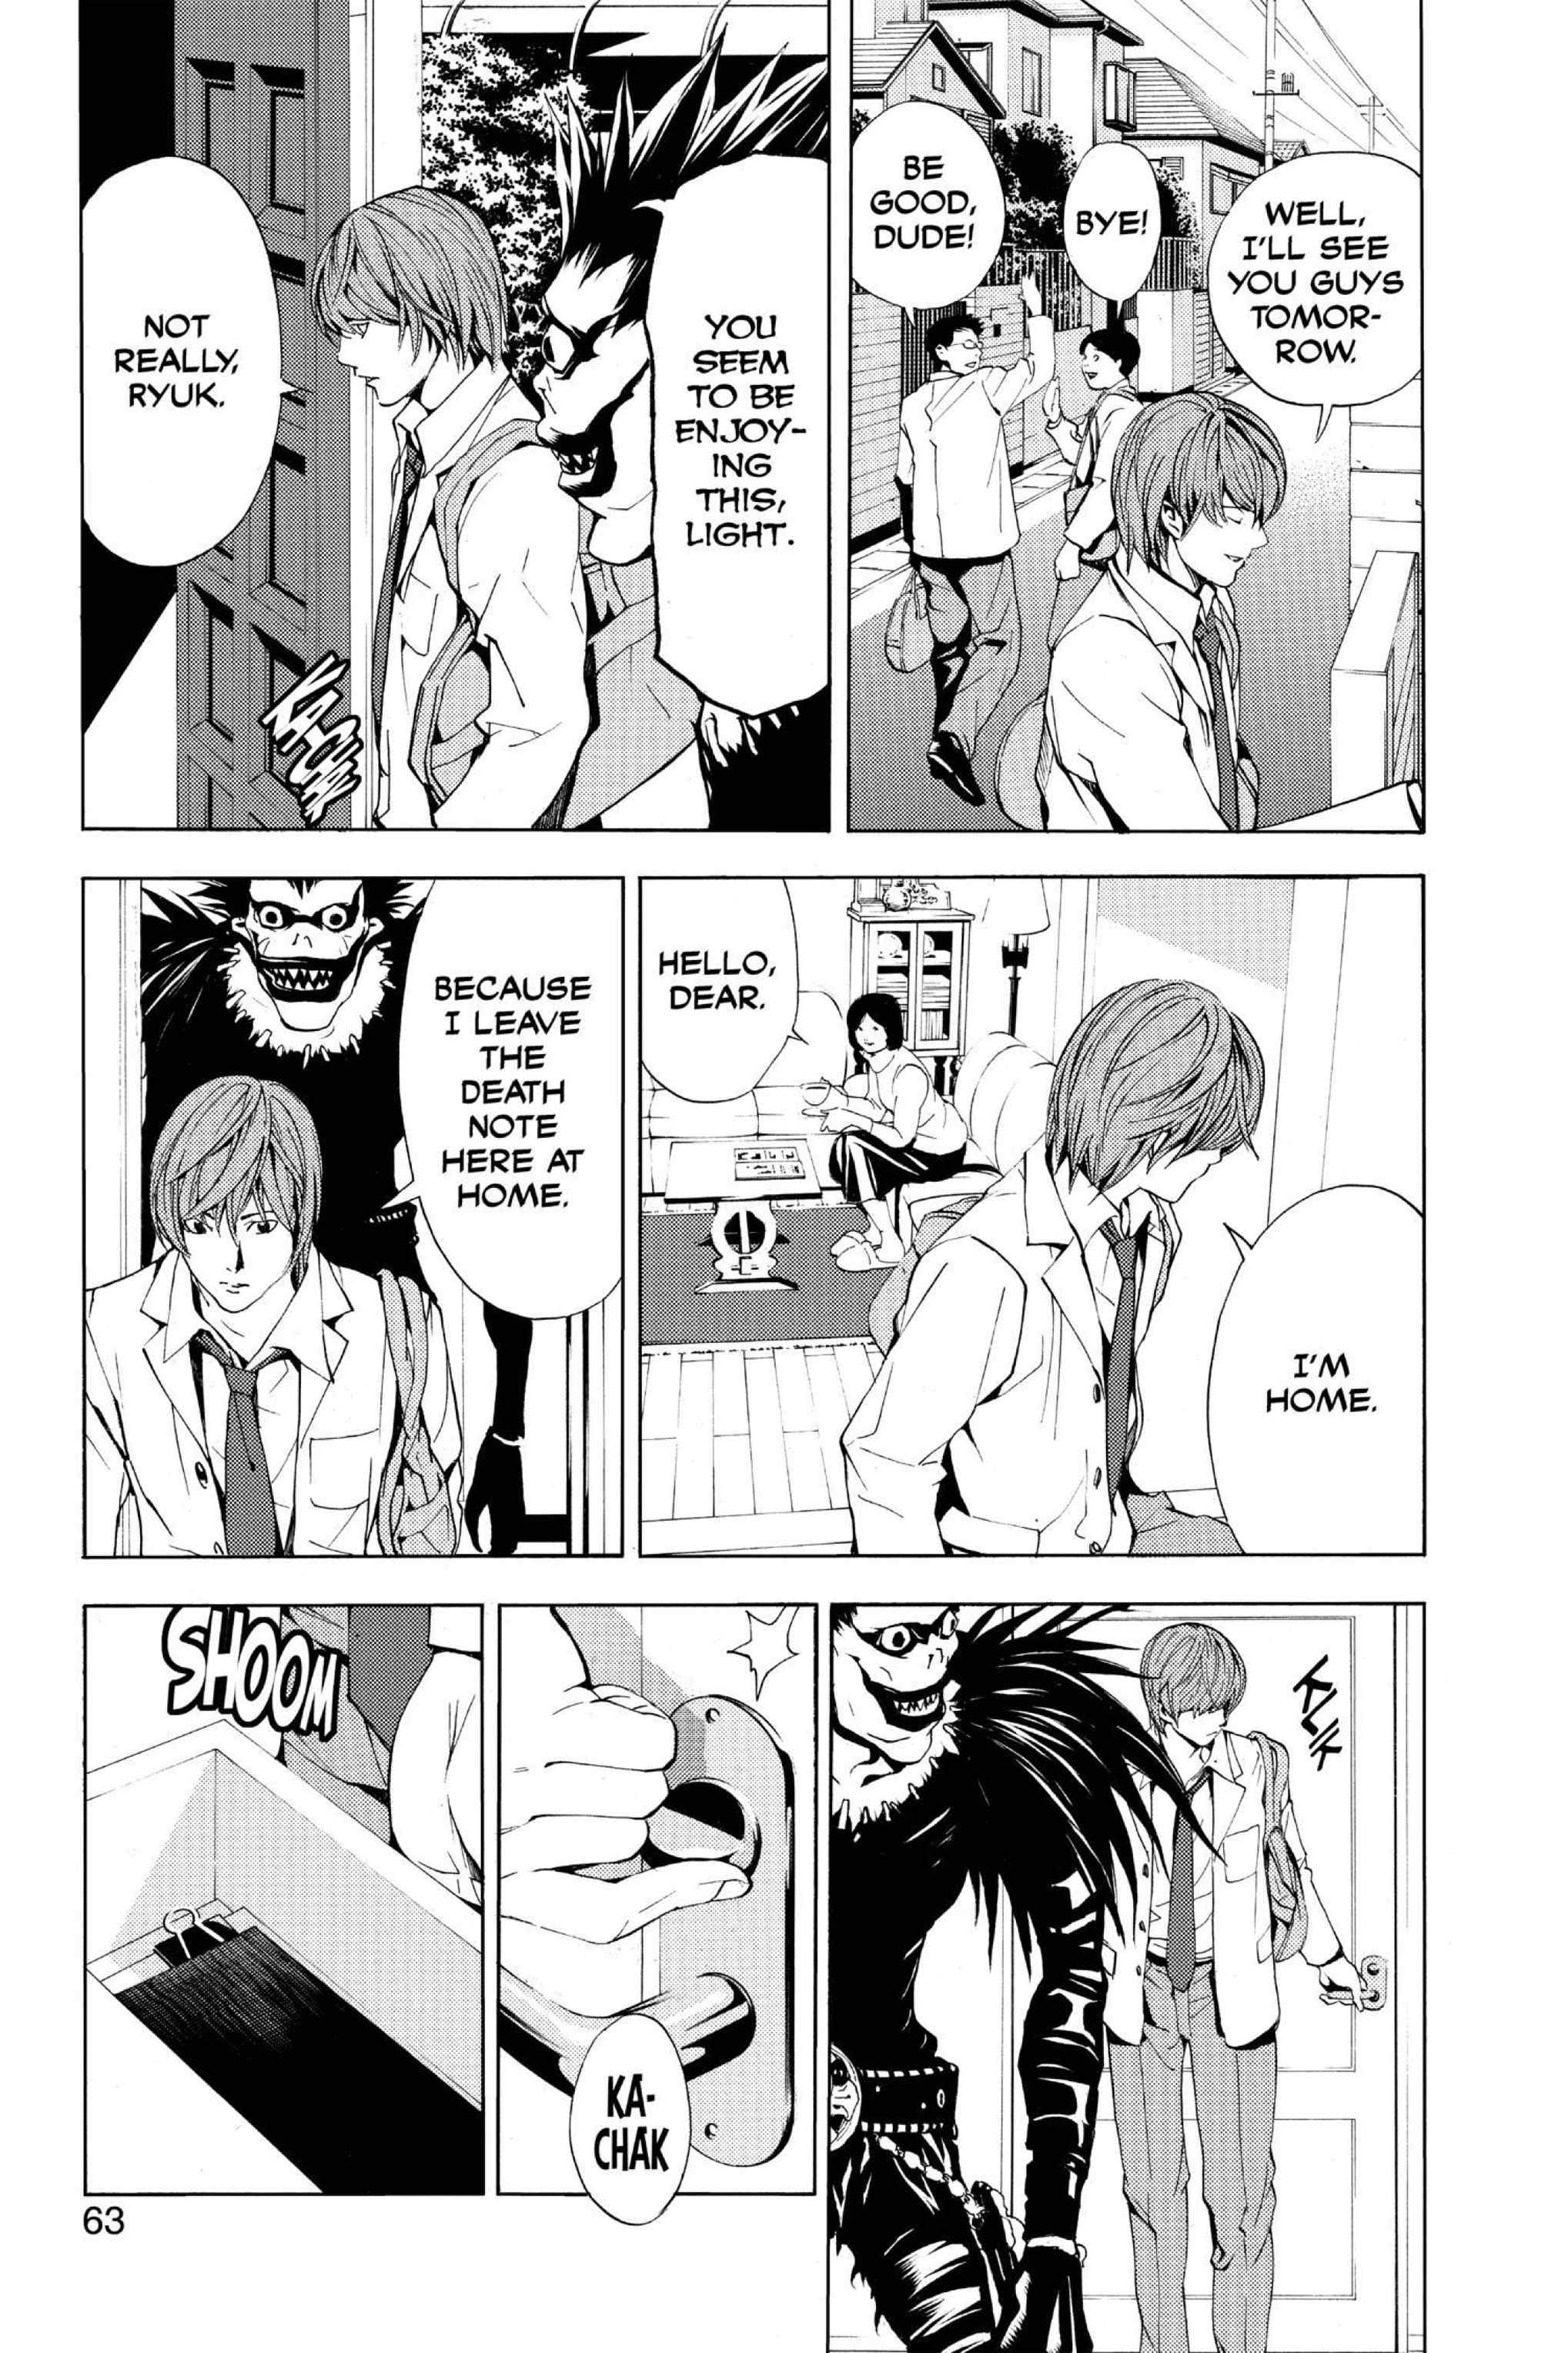 WELL,
I'LL SEE
YOU GUYS
TOMOR-
ROW.
BYE!
BE
GOOD,
DUDE!
YOU
SEEM
TO BE
ENJOY-
ING
THIS,
LIGHT.
NOT
REALLY,
RYUK.
KACHAK
I'M
HOME.
HELLO,
DEAR.
BECAUSE
I LEAVE
THE
DEATH
NOTE
HERE AT
HOME.
KLIK
KA-
CHAK
SHOOM
63